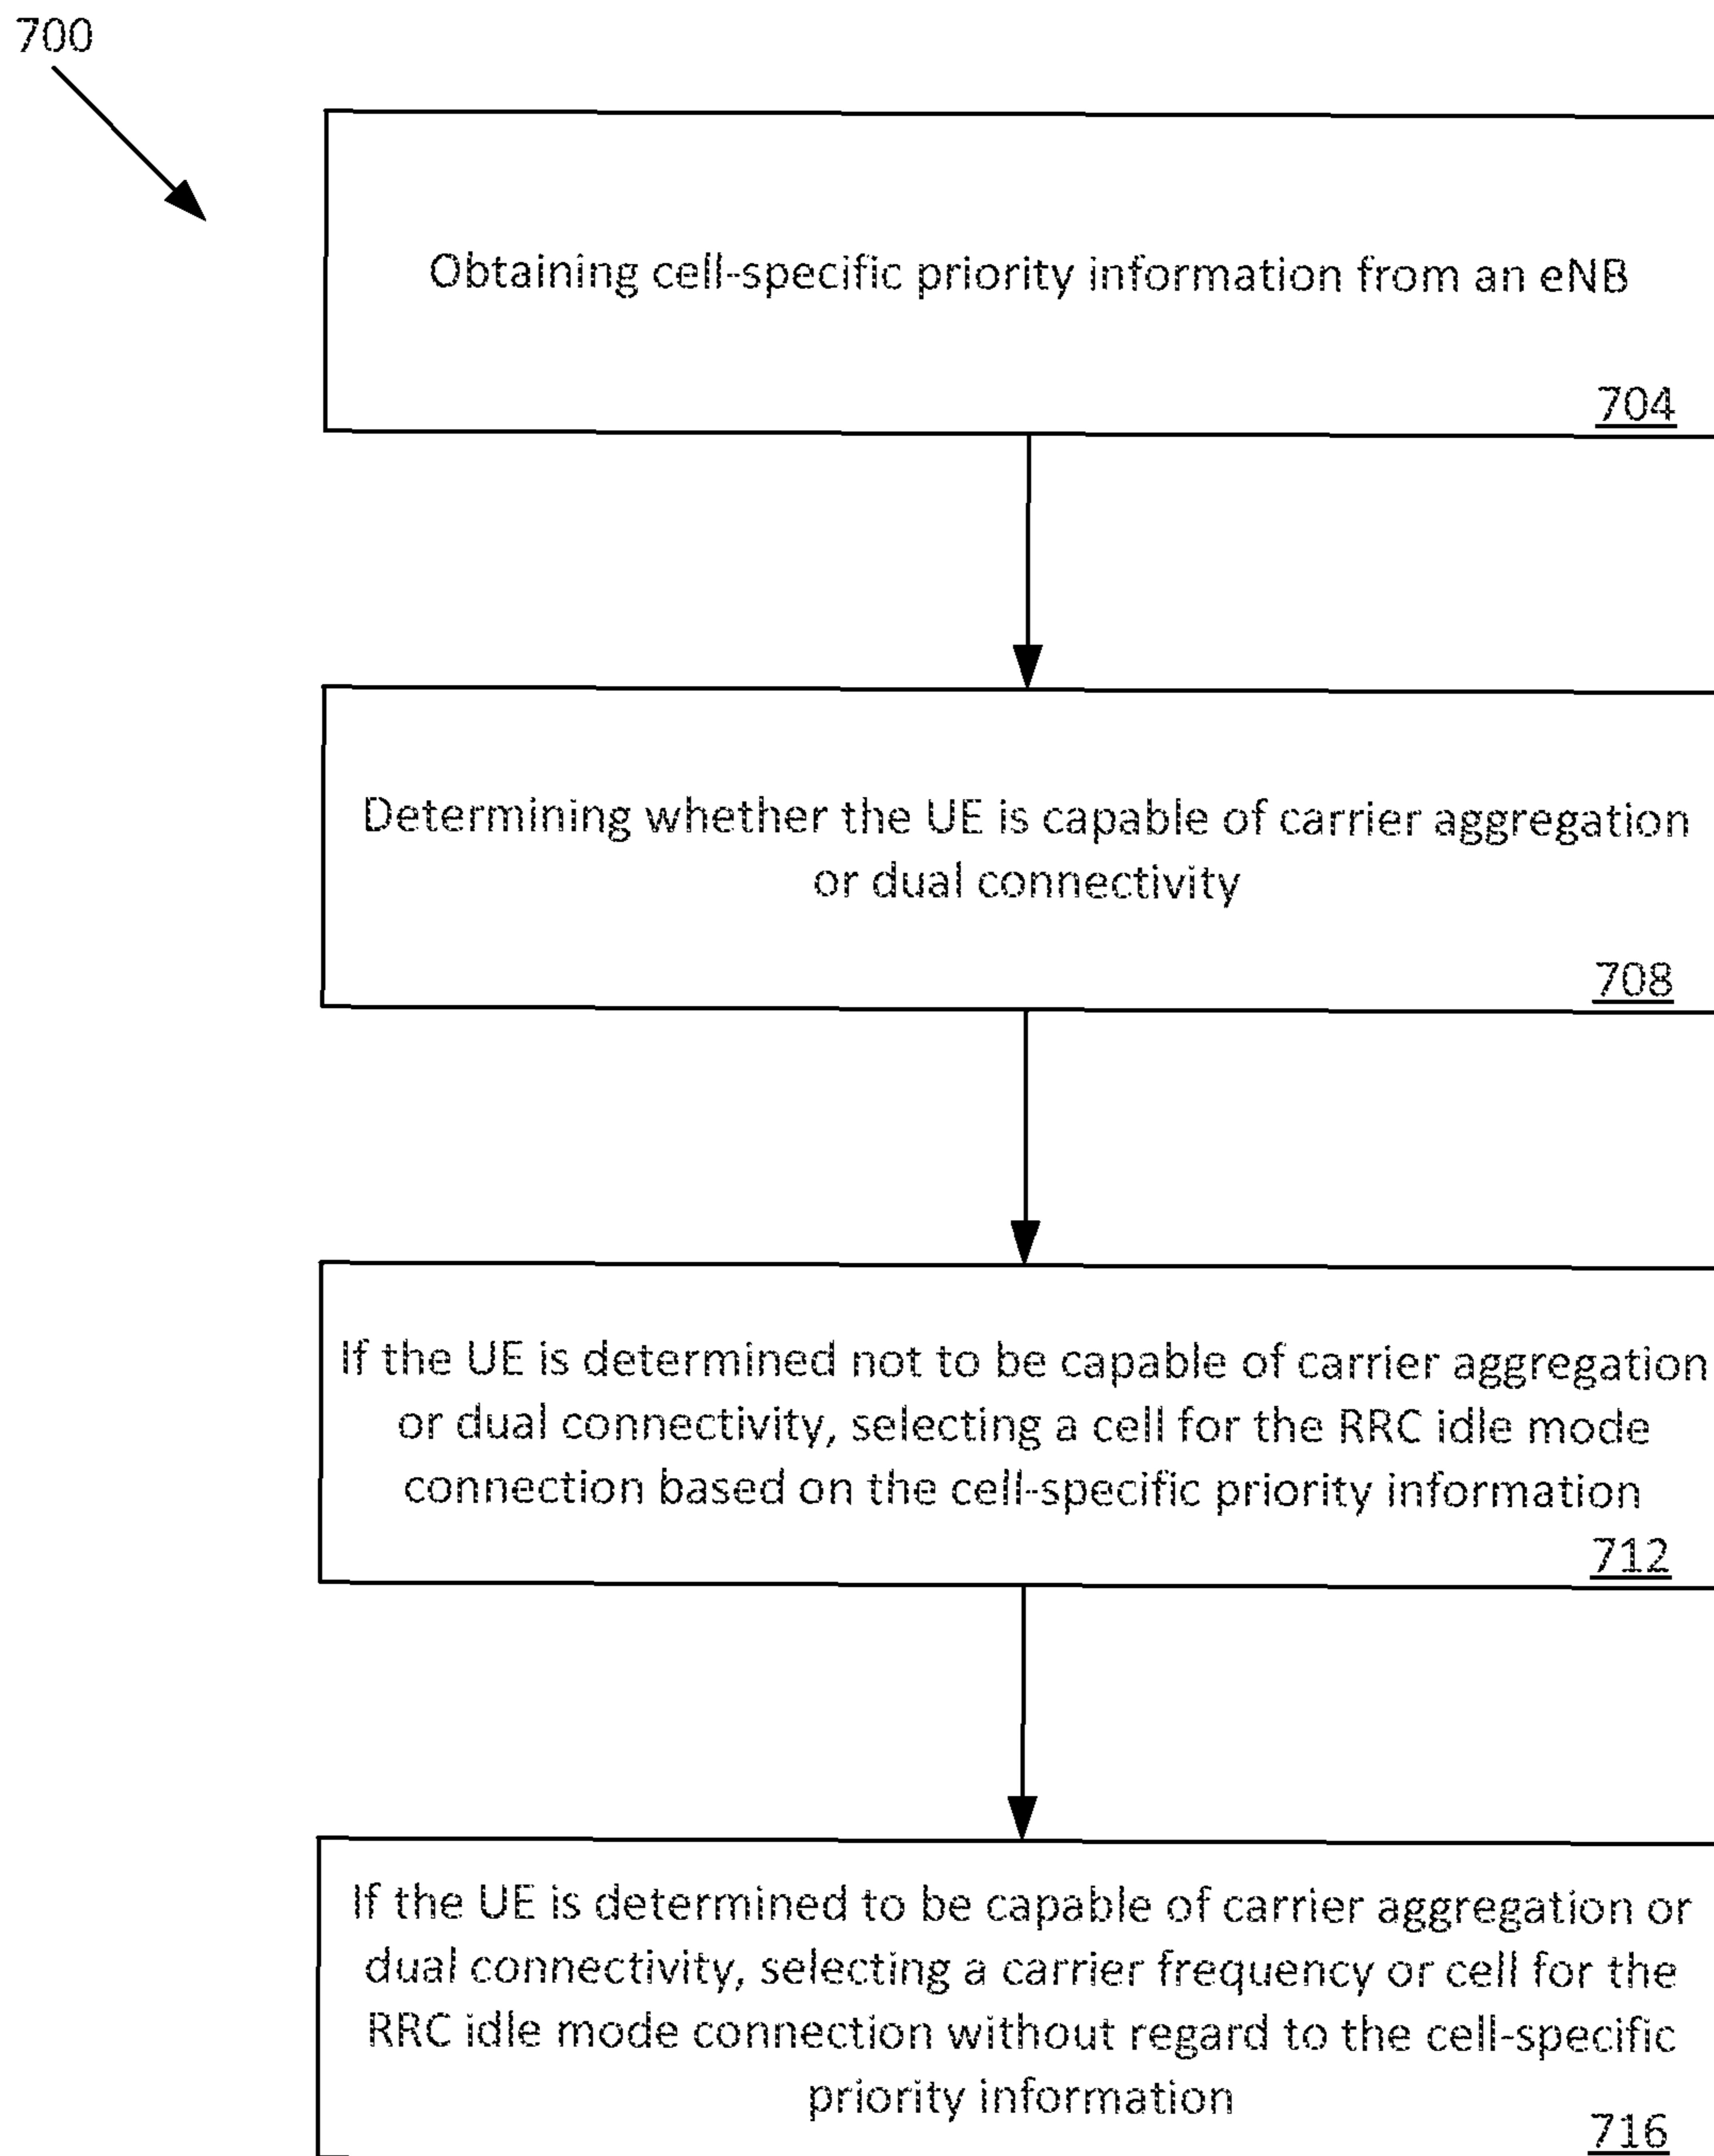 700
Obtaining cell-specific priority information from an eNB
704
Determining whether the UE is capable of carrier aggregation
or dual connectivity
708
If the UE is determined not to be capable of carrier aggregation
or dual connectivity, selecting a cell for the RRC idle mode
connection based on the cell-specific priority information
712
If the UE is determined to be capable of carrier aggregation or
dual connectivity, selecting a carrier frequency or cell for the
RRC idle mode connection without regard to the cell-specific
priority information
716